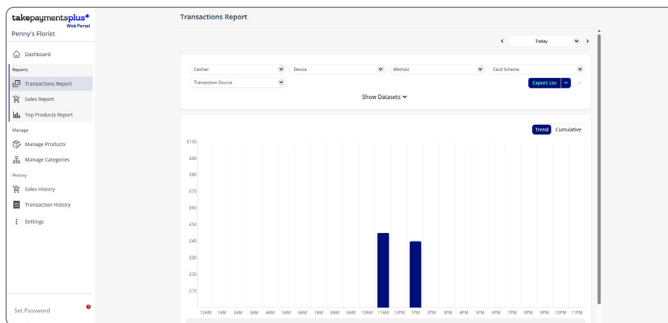 takepaymentsplus+
Web Portal
Penny's Florist
Dashboard
Reports
Transactions Report
Sales Report
Top Products Report
Manage
Manage Products
Manage Categories
History
Sales History
Transaction History
Settings
Set Password
Transactions Report
Today
Cashier
Device
Method
Card Scheme
Transaction Source
Export csv
Show Datasets
Trend Cumulative
£100
£90
£80
£70
£60
£50
£40
£30
£20
£10
12AM 1AM 2AM 3AM 4AM 5AM 6AM 7AM 8AM 9AM 10AM 11AM 12PM 1PM 2PM 3PM 4PM 5PM 6PM 7PM 8PM 9PM 10PM 11PM